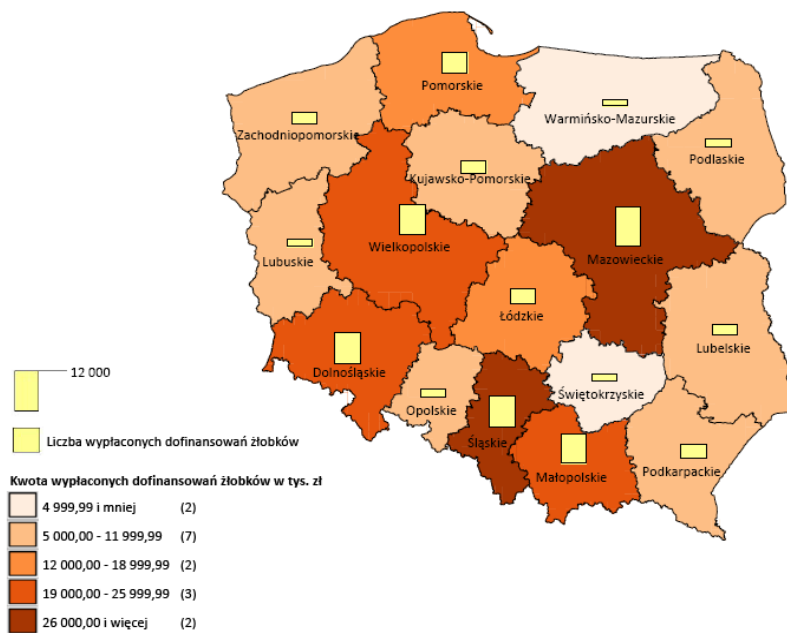 Pomorskie
Zachodniopomorskie
Warmińsko-Mazurskie
Podlaskie
Kujawsko-Pomorskie
Wielkopolskie
Mazowieckie
Lubuskie
Łódzkie
Lubelskie
Dolnośląskie
Opolskie
Świętokrzyskie
Śląskie
Małopolskie
Podkarpackie
12 000
Liczba wypłaconych dofinansowań żłobków
Kwota wypłaconych dofinansowań żłobków w tys. zł
4 999,99 i mniej (2)
5 000,00 - 11 999,99 (7)
12 000,00 - 18 999,99 (2)
19 000,00 - 25 999,99 (3)
26 000,00 i więcej (2)